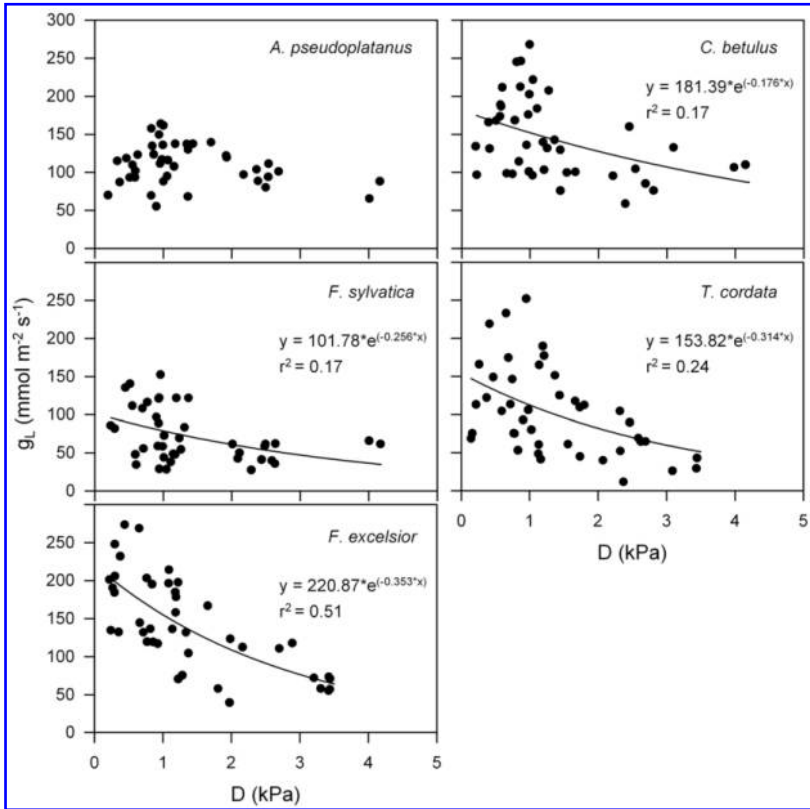 300
250
200
150
100
50
0
A. pseudoplatanus
C. betulus
y = 181.39*e(-0.176*x)
r² = 0.17
gL (mmol m-2 s-1)
250
200
150
100
50
0
F. sylvatica
y = 101.78*e(-0.256*x)
r² = 0.17
T. cordata
y = 153.82*e(-0.314*x)
r² = 0.24
0 1 2 3 4 5
D (kPa)
250
200
150
100
50
0
F. excelsior
y = 220.87*e(-0.353*x)
r² = 0.51
0 1 2 3 4 5
D (kPa)